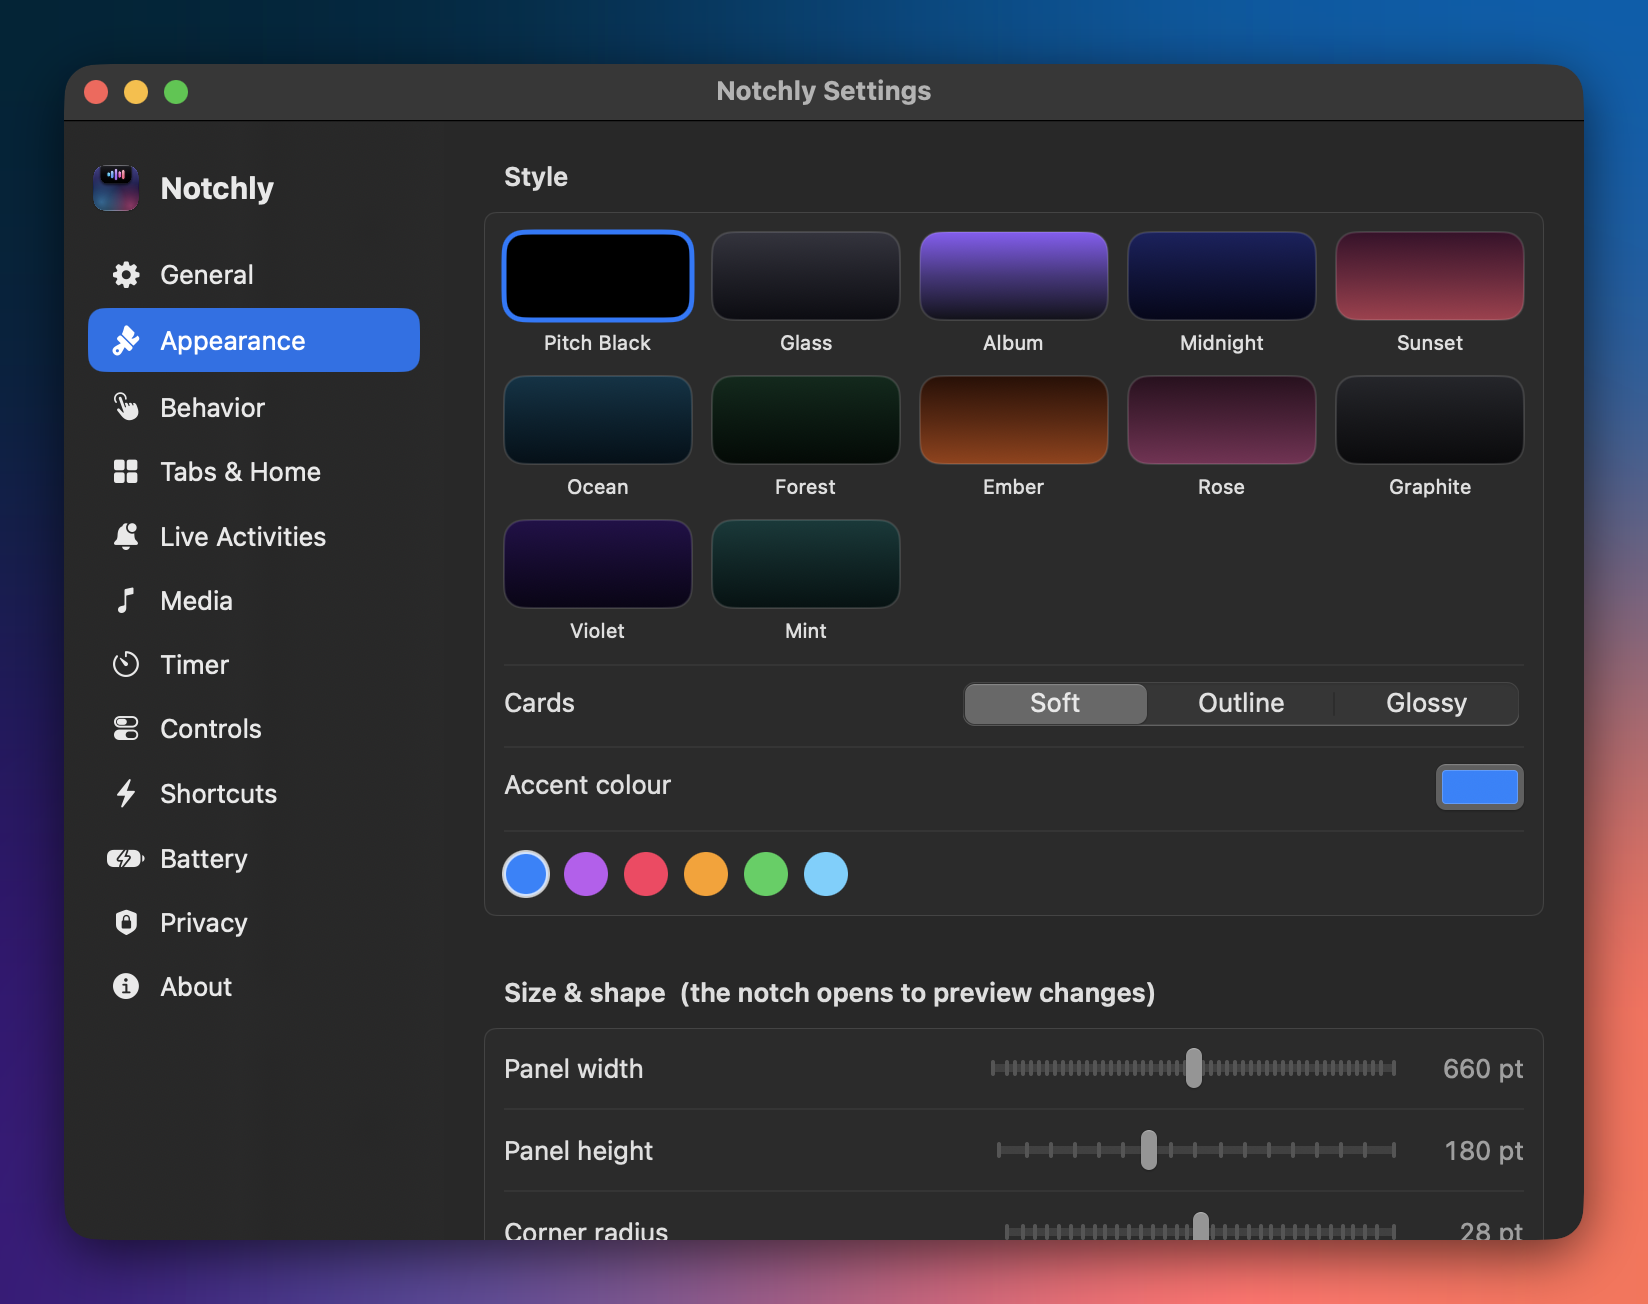 Notchly Settings
Notchly
General
Appearance
Behavior
Tabs & Home
Live Activities
Media
Timer
Controls
Shortcuts
Battery
Privacy
About
Style
Pitch Black
Glass
Album
Midnight
Sunset
Ocean
Forest
Ember
Rose
Graphite
Violet
Mint
Cards
Soft
Outline
Glossy
Accent colour
Size & shape (the notch opens to preview changes)
Panel width
660 pt
Panel height
180 pt
Corner radius
28 pt